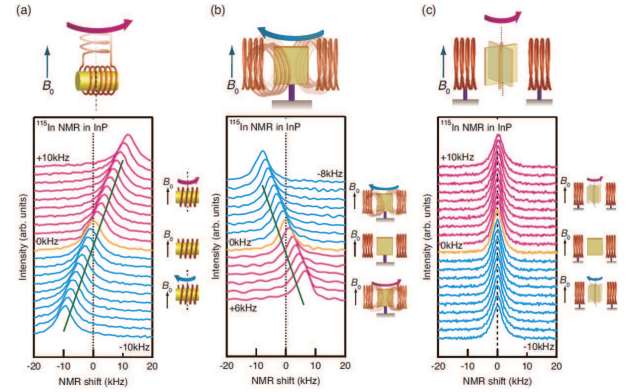 (a)
B0
115In NMR in InP
+10kHz
0kHz
-10kHz
B0
B0
B0
Intensity (arb. units)
-20 -10 0 10 20
NMR shift (kHz)
(b)
B0
115In NMR in InP
-8kHz
0kHz
+6kHz
B0
B0
B0
Intensity (arb. units)
-20 -10 0 10 20
NMR shift (kHz)
(c)
B0
115In NMR in InP
+10kHz
0kHz
-10kHz
B0
B0
B0
Intensity (arb. units)
-20 -10 0 10 20
NMR shift (kHz)